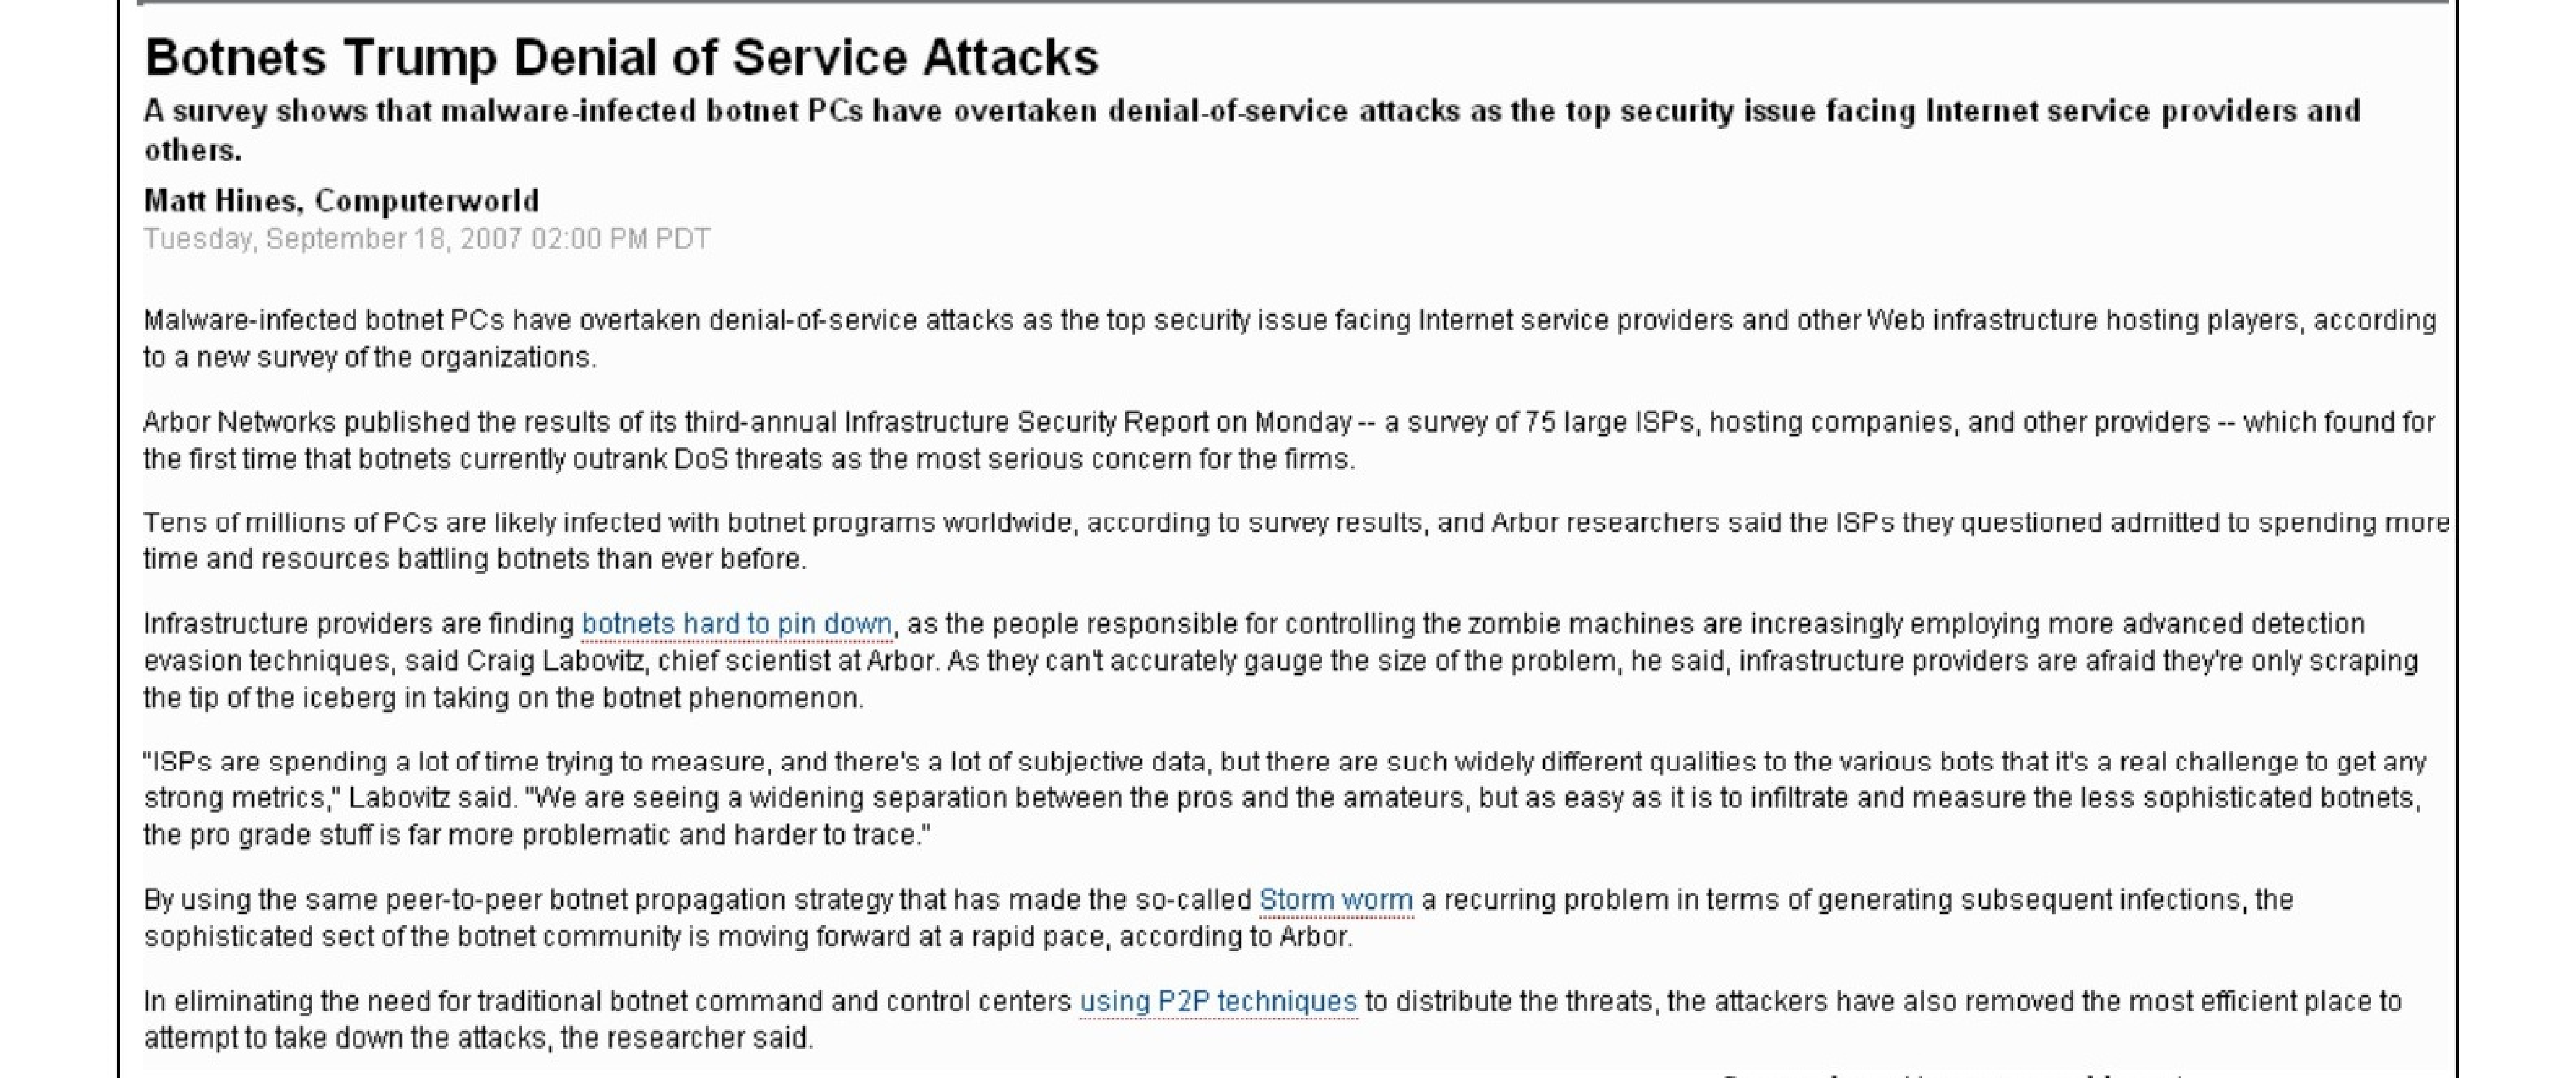 Botnets Trump Denial of Service Attacks
A survey shows that malware-infected botnet PCs have overtaken denial-of-service attacks as the top security issue facing Internet service providers and
others.
Matt Hines, Computerworld
Tuesday, September 18, 2007 02:00 PM PDT
Malware-infected botnet PCs have overtaken denial-of-service attacks as the top security issue facing Internet service providers and other Web infrastructure hosting players, according
to a new survey of the organizations.
Arbor Networks published the results of its third-annual Infrastructure Security Report on Monday -- a survey of 75 large ISPs, hosting companies, and other providers -- which found for
the first time that botnets currently outrank DoS threats as the most serious concern for the firms.
Tens of millions of PCs are likely infected with botnet programs worldwide, according to survey results, and Arbor researchers said the ISPs they questioned admitted to spending more
time and resources battling botnets than ever before.
Infrastructure providers are finding botnets hard to pin down, as the people responsible for controlling the zombie machines are increasingly employing more advanced detection
evasion techniques, said Craig Labovitz, chief scientist at Arbor. As they can't accurately gauge the size of the problem, he said, infrastructure providers are afraid they're only scraping
the tip of the iceberg in taking on the botnet phenomenon.
"ISPs are spending a lot of time trying to measure, and there's a lot of subjective data, but there are such widely different qualities to the various bots that it's a real challenge to get any
strong metrics," Labovitz said. "We are seeing a widening separation between the pros and the amateurs, but as easy as it is to infiltrate and measure the less sophisticated botnets,
the pro grade stuff is far more problematic and harder to trace."
By using the same peer-to-peer botnet propagation strategy that has made the so-called Storm worm a recurring problem in terms of generating subsequent infections, the
sophisticated sect of the botnet community is moving forward at a rapid pace, according to Arbor.
In eliminating the need for traditional botnet command and control centers using P2P techniques to distribute the threats, the attackers have also removed the most efficient place to
attempt to take down the attacks, the researcher said.